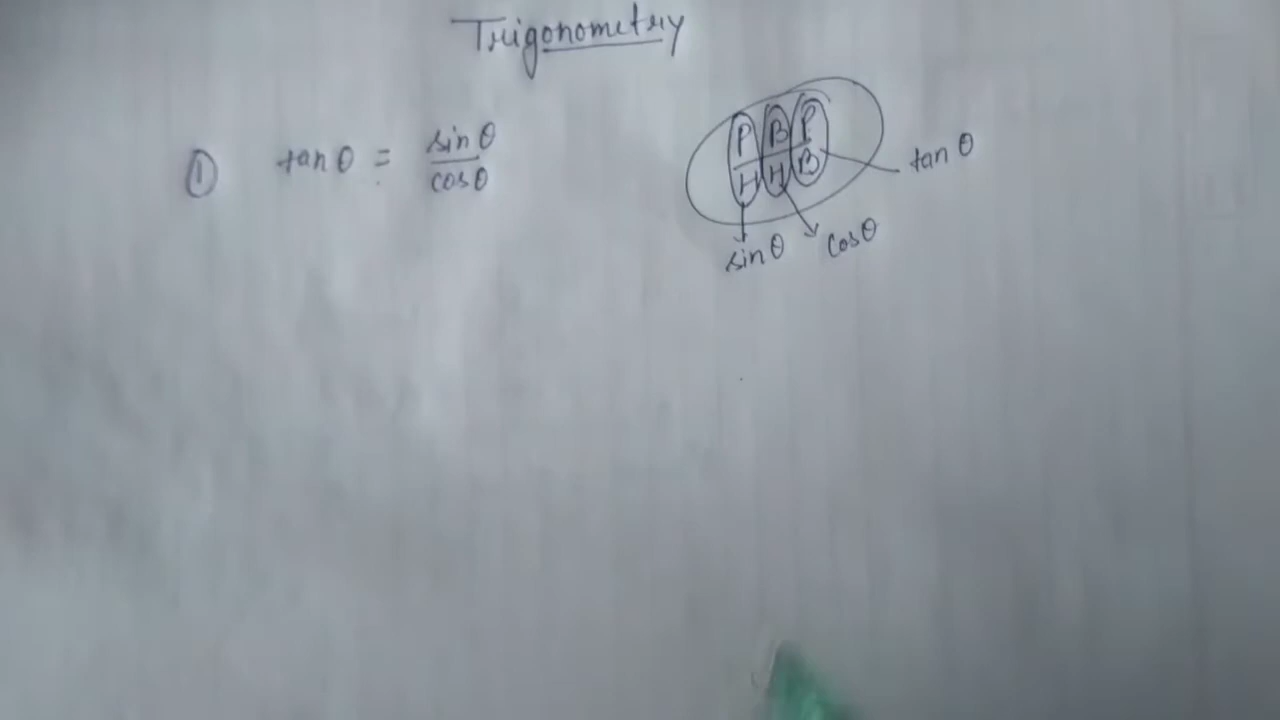 Trigonometry
① tan θ = sin θ / cos θ
P B P
H H B
tan θ
sin θ cos θ